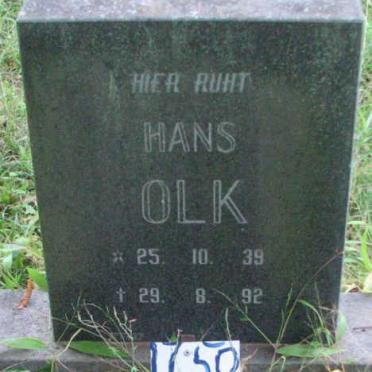 HIER RUHT
HANS
OLK
* 25. 10. 39
† 29. 8. 92